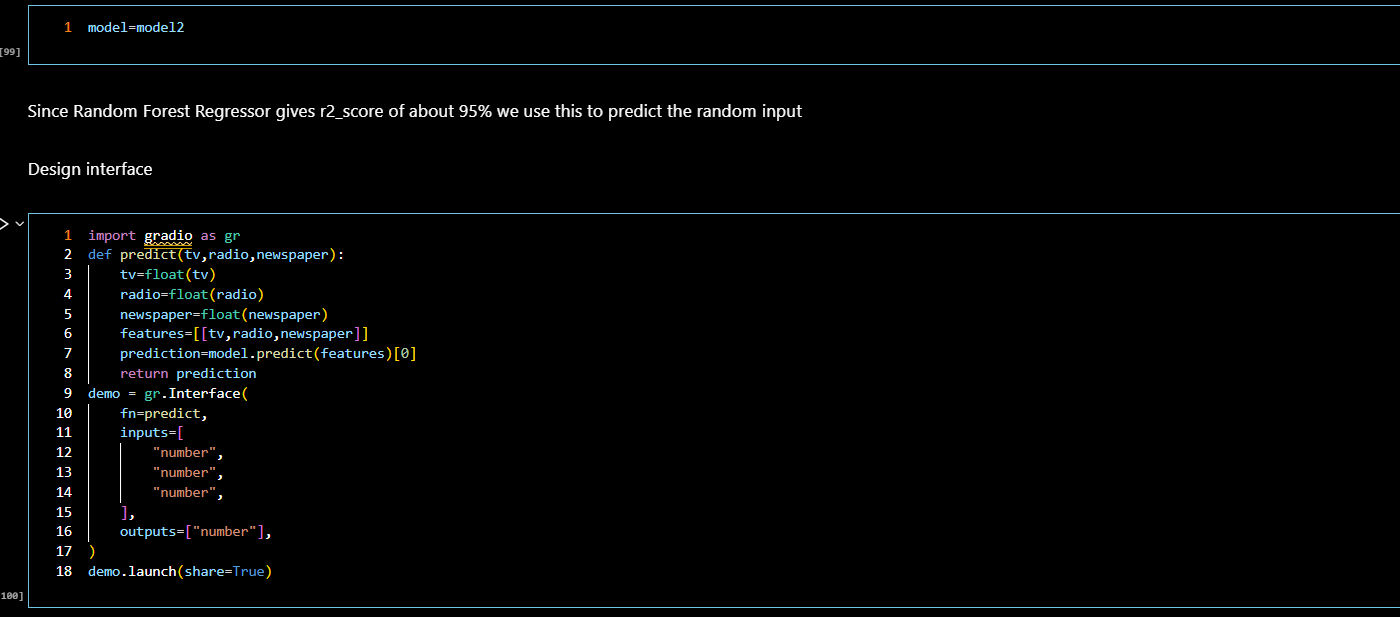 1 model=model2
[99]
Since Random Forest Regressor gives r2_score of about 95% we use this to predict the random input
Design interface
1 import gradio as gr
2 def predict(tv,radio,newspaper):
3     tv=float(tv)
4     radio=float(radio)
5     newspaper=float(newspaper)
6     features=[[tv,radio,newspaper]]
7     prediction=model.predict(features)[0]
8     return prediction
9 demo = gr.Interface(
10     fn=predict,
11     inputs=[
12         "number",
13         "number",
14         "number",
15     ],
16     outputs=["number"],
17 )
18 demo.launch(share=True)
100]